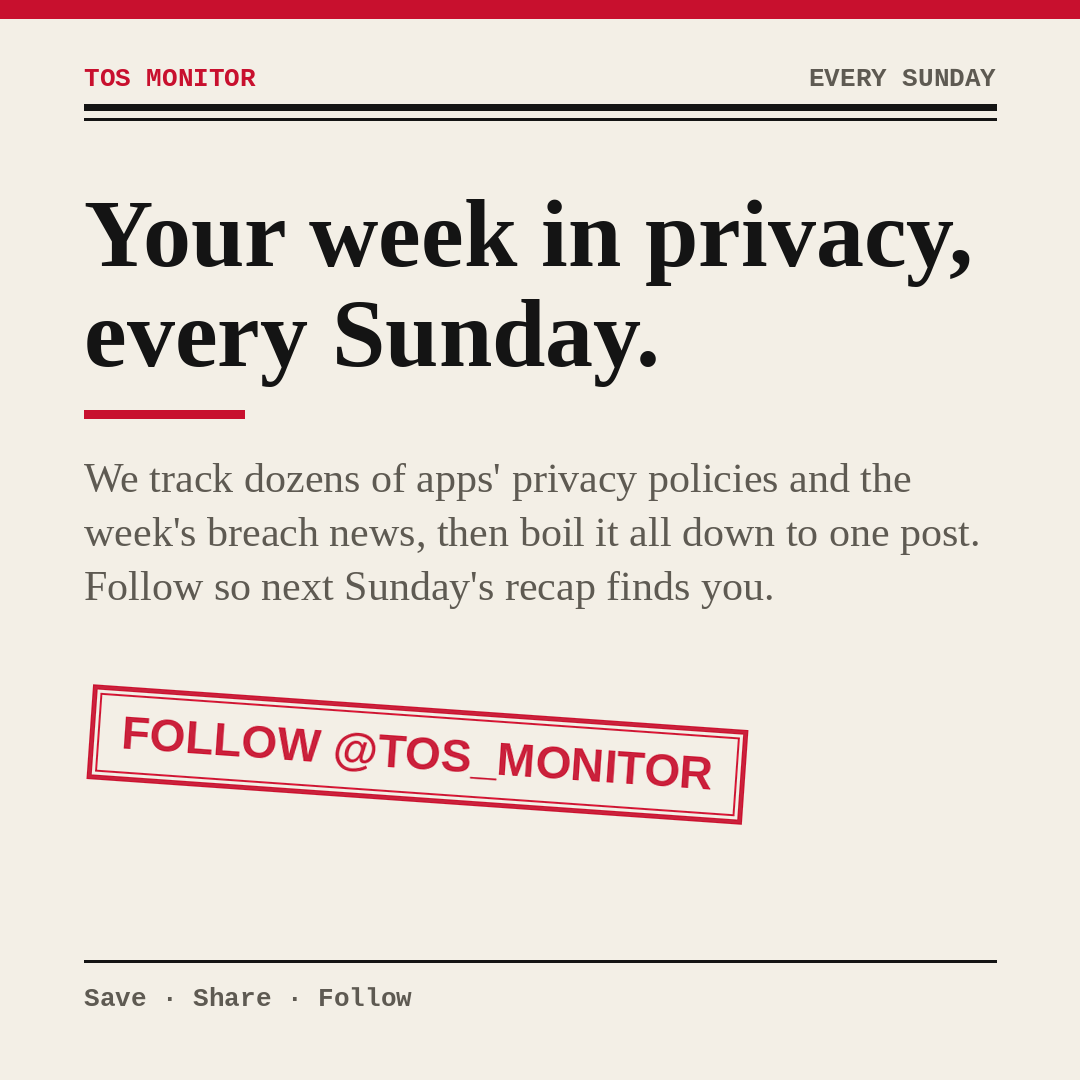 TOS MONITOR
EVERY SUNDAY
Your week in privacy,
every Sunday.
We track dozens of apps' privacy policies and the
week's breach news, then boil it all down to one post.
Follow so next Sunday's recap finds you.
FOLLOW @TOS_MONITOR
Save · Share · Follow